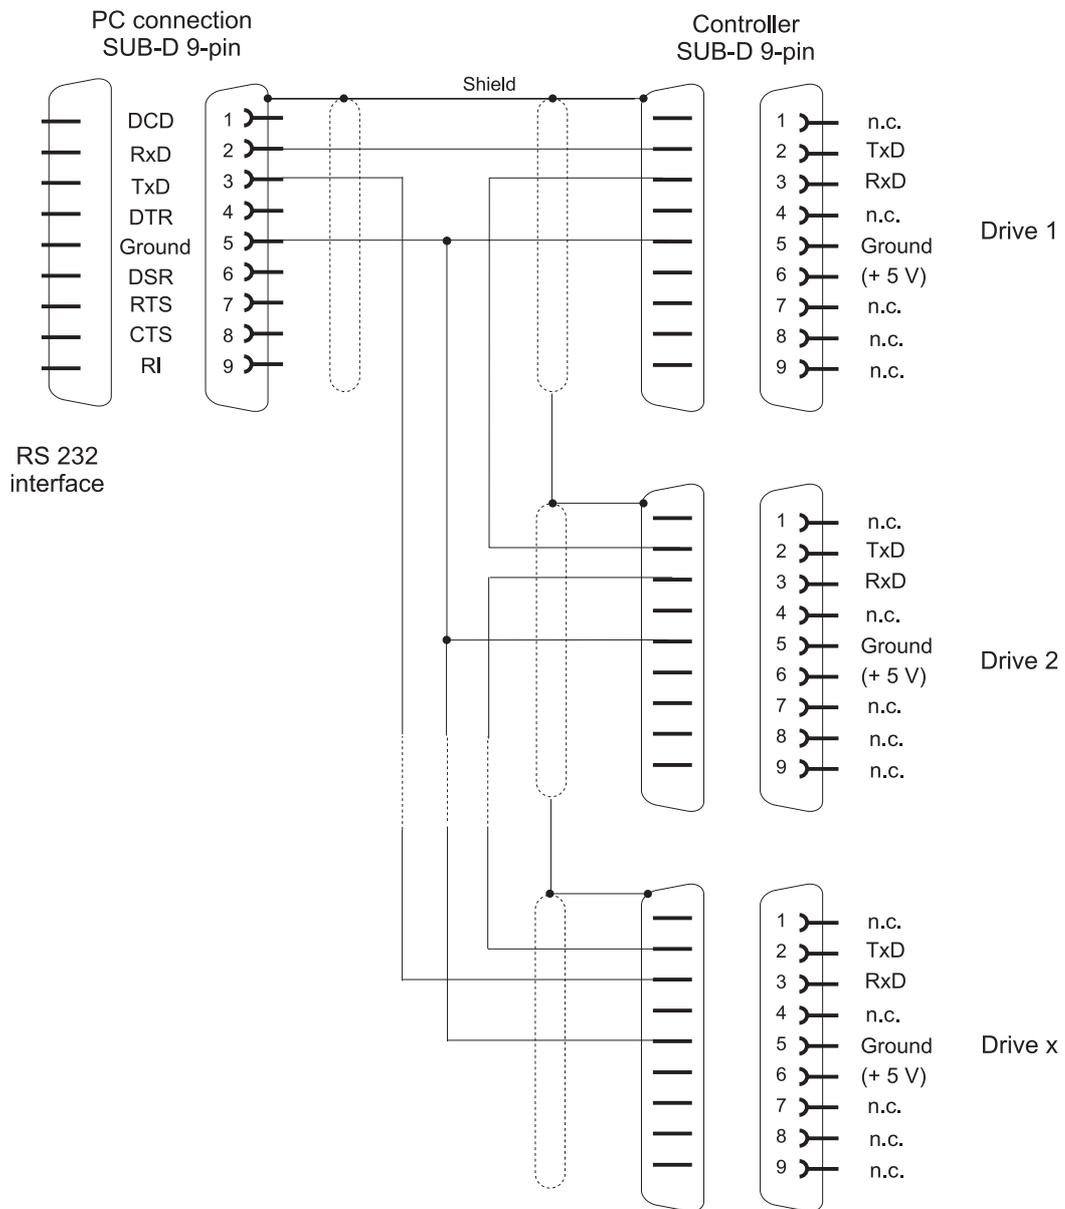 PC connection
SUB-D 9-pin
Controller
SUB-D 9-pin
Shield
DCD 1
RxD 2
TxD 3
DTR 4
Ground 5
DSR 6
RTS 7
CTS 8
RI 9
RS 232
interface
1 n.c.
2 TxD
3 RxD
4 n.c.
5 Ground
6 (+ 5 V)
7 n.c.
8 n.c.
9 n.c.
Drive 1
1 n.c.
2 TxD
3 RxD
4 n.c.
5 Ground
6 (+ 5 V)
7 n.c.
8 n.c.
9 n.c.
Drive 2
1 n.c.
2 TxD
3 RxD
4 n.c.
5 Ground
6 (+ 5 V)
7 n.c.
8 n.c.
9 n.c.
Drive x